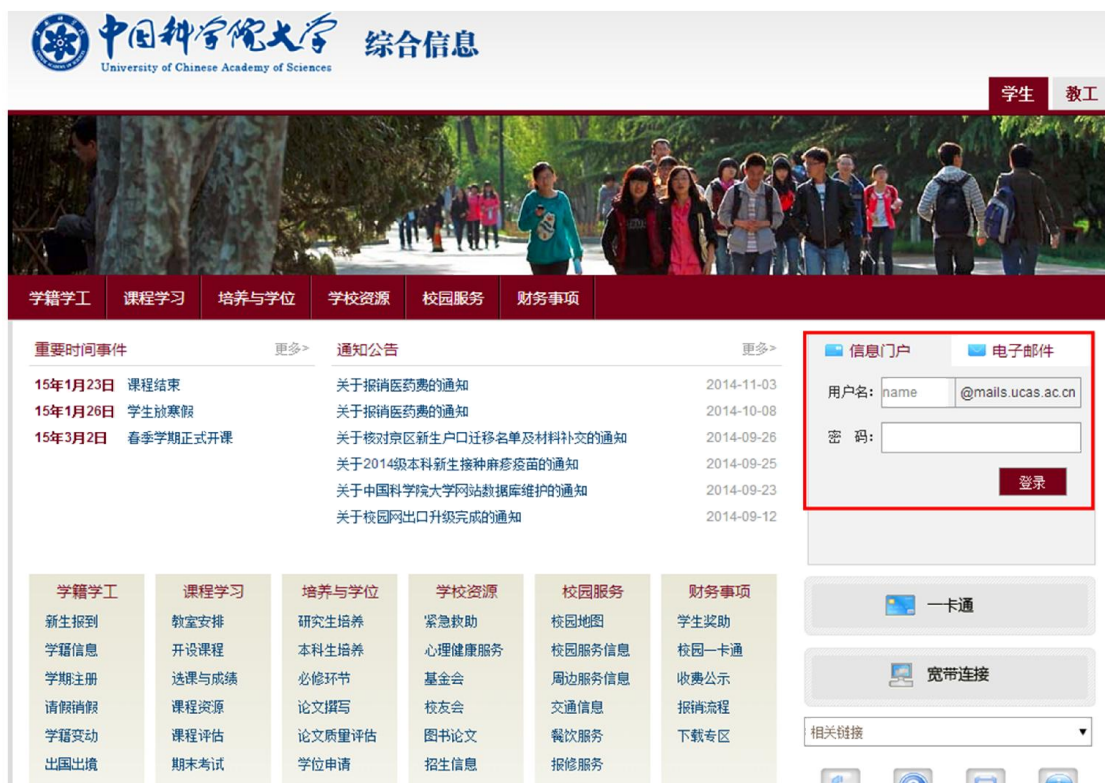 中国科学院大学 综合信息
University of Chinese Academy of Sciences
学生 教工
学籍学工 课程学习 培养与学位 学校资源 校园服务 财务事项
重要时间事件 更多>
15年1月23日 课程结束
15年1月26日 学生放寒假
15年3月2日 春季学期正式开课
通知公告 更多>
关于报销医药费的通知 2014-11-03
关于报销医药费的通知 2014-10-08
关于核对京区新生户口迁移名单及材料补交的通知 2014-09-26
关于2014级本科新生接种麻疹疫苗的通知 2014-09-25
关于中国科学院大学网站数据库维护的通知 2014-09-23
关于校园网出口升级完成的通知 2014-09-12
信息门户 电子邮件
用户名: name @mails.ucas.ac.cn
密 码:
登录
学籍学工 课程学习 培养与学位 学校资源 校园服务 财务事项
新生报到 教室安排 研究生培养 紧急救助 校园地图 学生奖助
学籍信息 开设课程 本科生培养 心理健康服务 校园服务信息 校园一卡通
学期注册 选课与成绩 必修环节 基金会 周边服务信息 收费公示
请假销假 课程资源 论文撰写 校友会 交通信息 报销流程
学籍变动 课程评估 论文质量评估 图书论文 餐饮服务 下载专区
出国出境 期末考试 学位申请 招生信息 报修服务
一卡通
宽带连接
相关链接